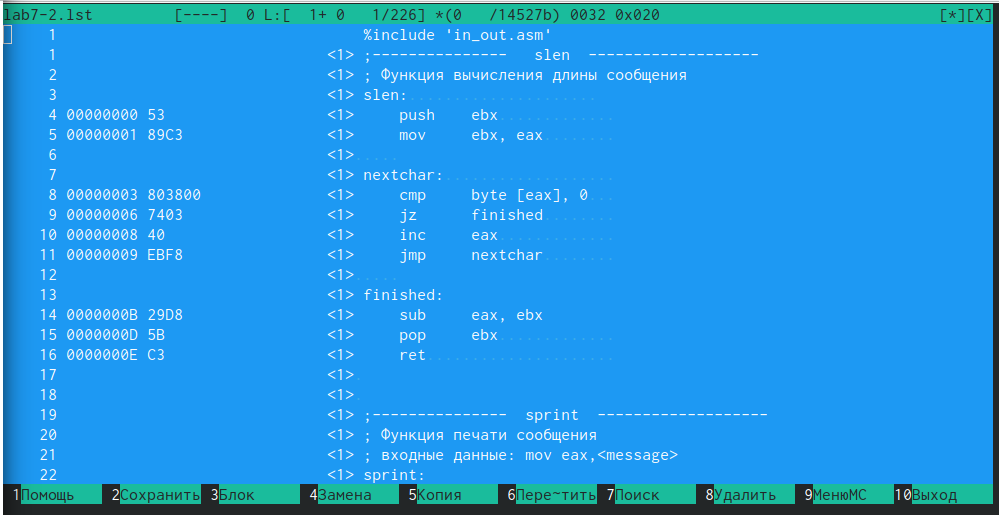 lab7-2.lst [----] 0 L:[ 1+ 0 1/226] *(0 /14527b) 0032 0x020 [*][X]
1 %include 'in_out.asm'
1 <1> ;--------------- slen -------------------
2 <1> ; Функция вычисления длины сообщения
3 <1> slen:.....................
4 00000000 53 <1> push ebx.............
5 00000001 89C3 <1> mov ebx, eax........
6 <1>.....
7 <1> nextchar:...................
8 00000003 803800 <1> cmp byte [eax], 0...
9 00000006 7403 <1> jz finished........
10 00000008 40 <1> inc eax.............
11 00000009 EBF8 <1> jmp nextchar........
12 <1>.....
13 <1> finished:
14 0000000B 29D8 <1> sub eax, ebx
15 0000000D 5B <1> pop ebx.............
16 0000000E C3 <1> ret.....................
17 <1>.
18 <1>.
19 <1> ;--------------- sprint -------------------
20 <1> ; Функция печати сообщения
21 <1> ; входные данные: mov eax,<message>
22 <1> sprint:
1Помощь 2Сохранить 3Блок 4Замена 5Копия 6Пере~тить 7Поиск 8Удалить 9МенюMC 10Выход